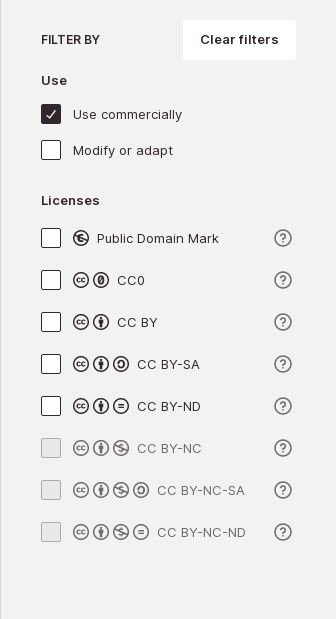 FILTER BY
Clear filters
Use
Use commercially
Modify or adapt
Licenses
Public Domain Mark
CC0
CC BY
CC BY-SA
CC BY-ND
CC BY-NC
CC BY-NC-SA
CC BY-NC-ND